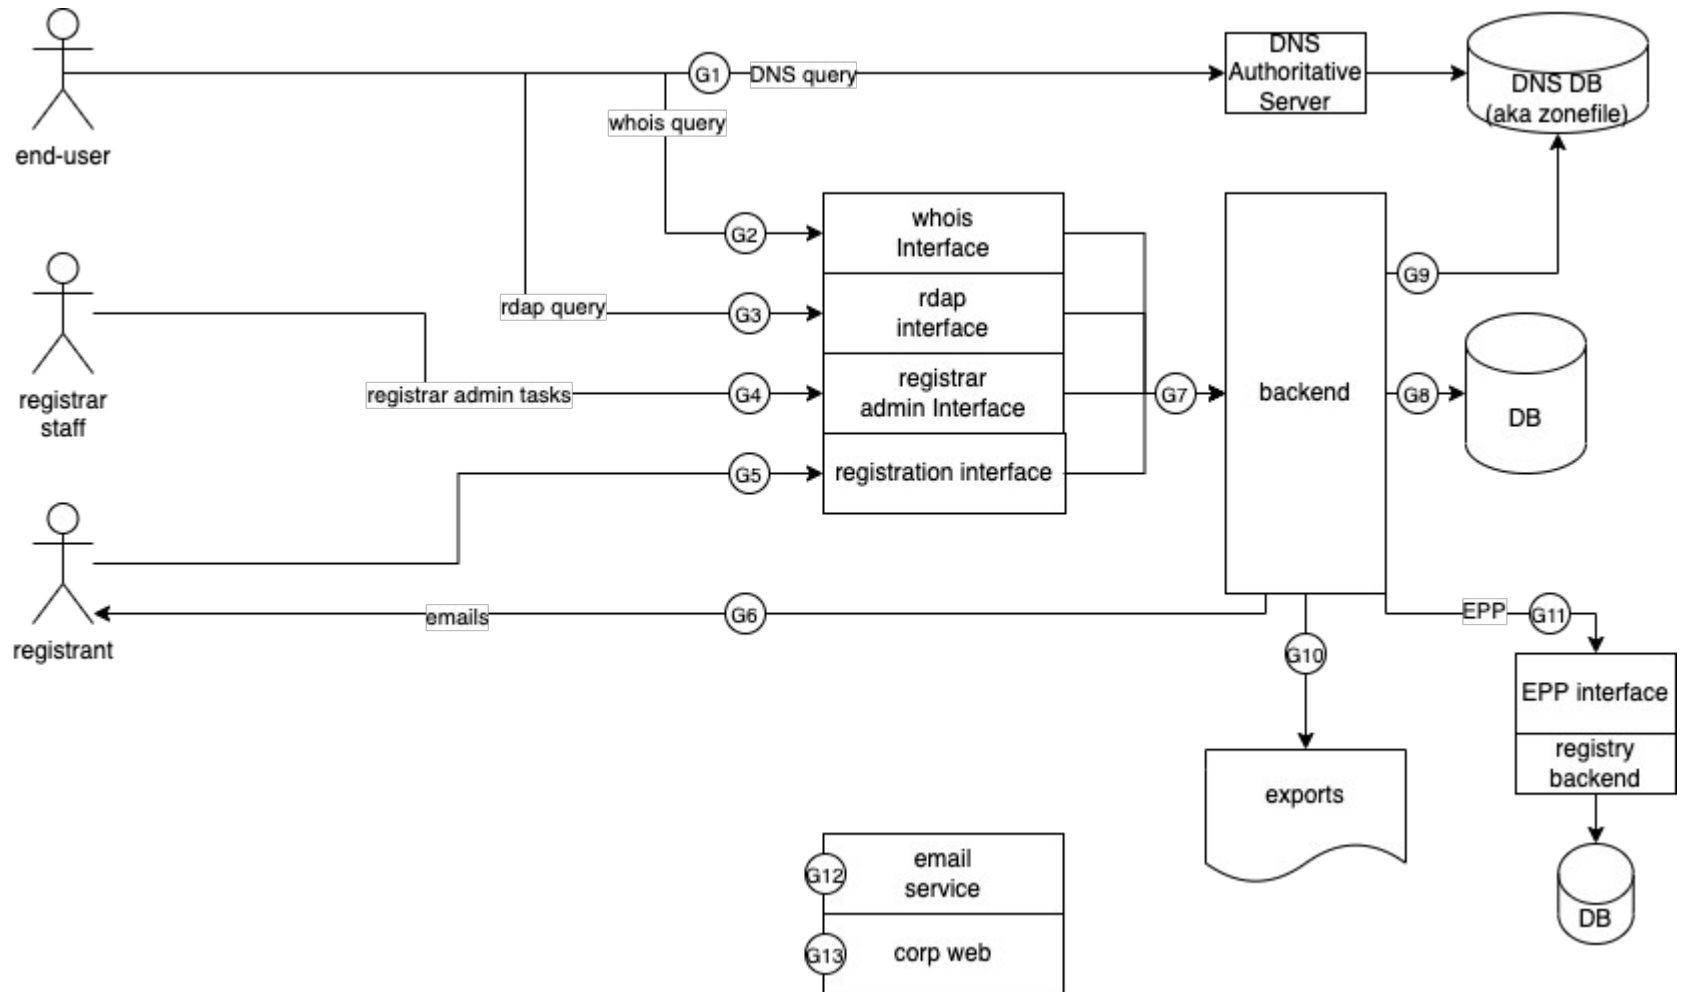 G1
DNS query
DNS
Authoritative
Server
DNS DB
(aka zonefile)
whois query
end-user
G2
whois
Interface
G9
rdap query
G3
rdap
interface
registrar
staff
registrar admin tasks
G4
registrar
admin Interface
G7
backend
G8
DB
G5
registration interface
registrant
emails
G6
EPP
G11
G10
EPP interface
registry
backend
exports
DB
G12
email
service
G13
corp web